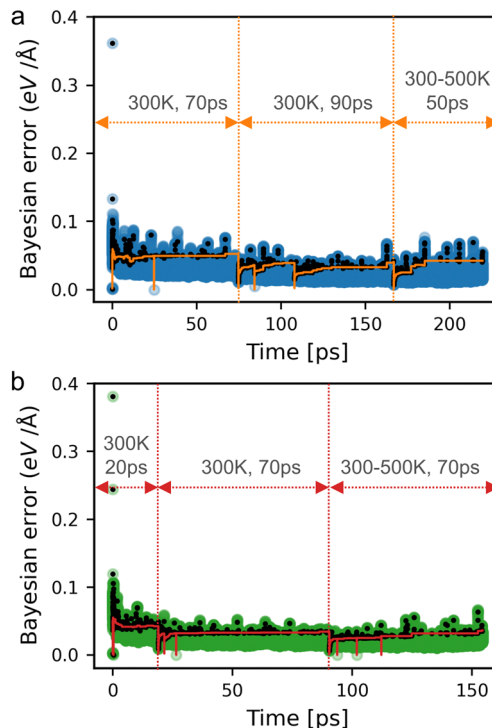 a
Bayesian error (eV /Å)
0.4
0.3
0.2
0.1
0.0
300K, 70ps
300K, 90ps
300-500K
50ps
0
50
100
150
200
Time [ps]
b
Bayesian error (eV /Å)
0.4
0.3
0.2
0.1
0.0
300K
20ps
300K, 70ps
300-500K, 70ps
0
50
100
150
Time [ps]